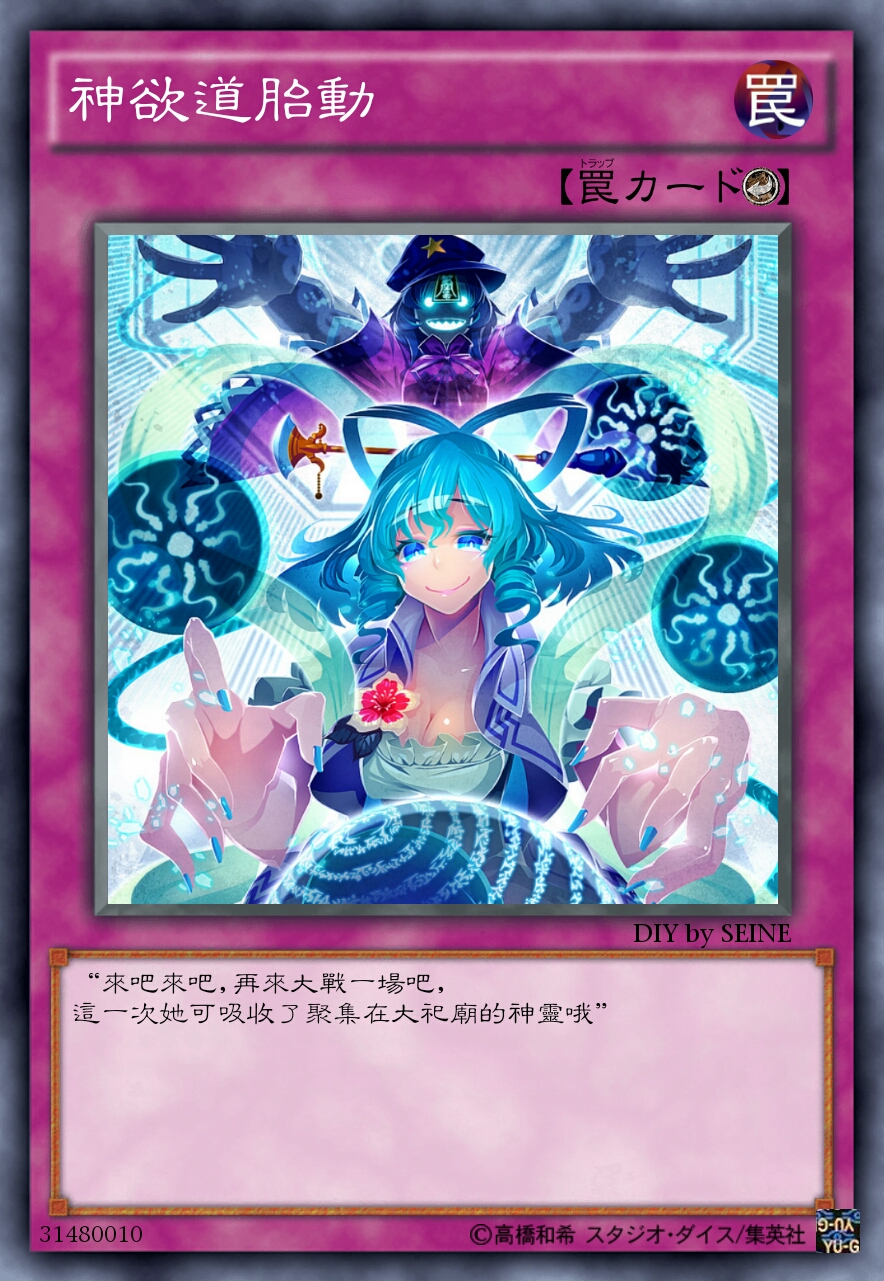 神欲道胎動
罠
トラップ
【罠カード】
DIY by SEINE
“來吧來吧,再來大戰一場吧,
這一次她可吸收了聚集在大祀廟的神靈哦”
31480010
©高橋和希 スタジオ・ダイス/集英社